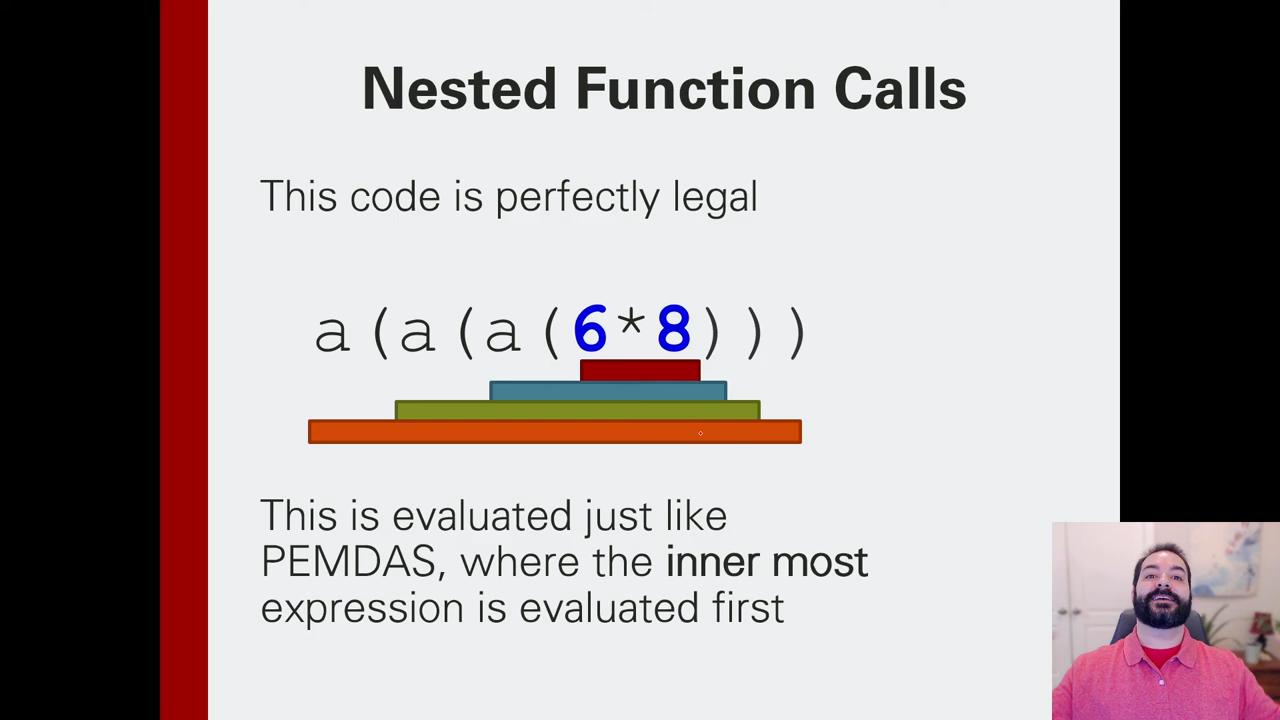 Nested Function Calls
This code is perfectly legal
a(a(a(6*8)))
This is evaluated just like
PEMDAS, where the inner most
expression is evaluated first